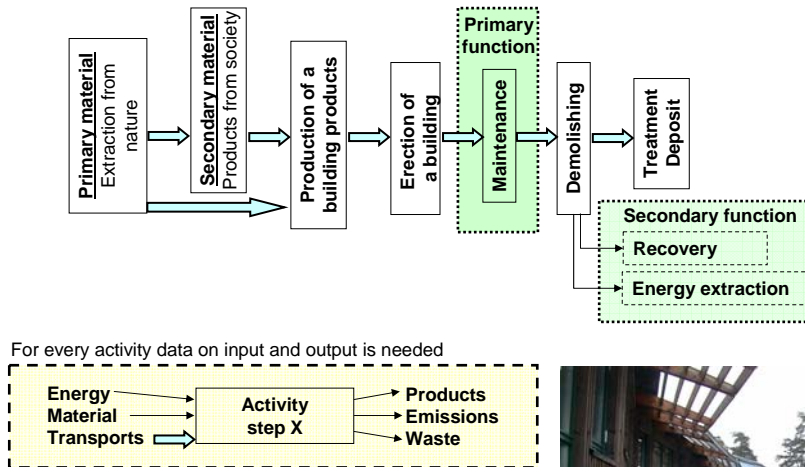 Primary material
Extraction from
nature
Secondary material
Products from society
Production of a
building products
Erection of
a building
Primary
function
Maintenance
Demolishing
Treatment
Deposit
Secondary function
Recovery
Energy extraction
For every activity data on input and output is needed
Energy
Material
Transports
Activity
step X
Products
Emissions
Waste